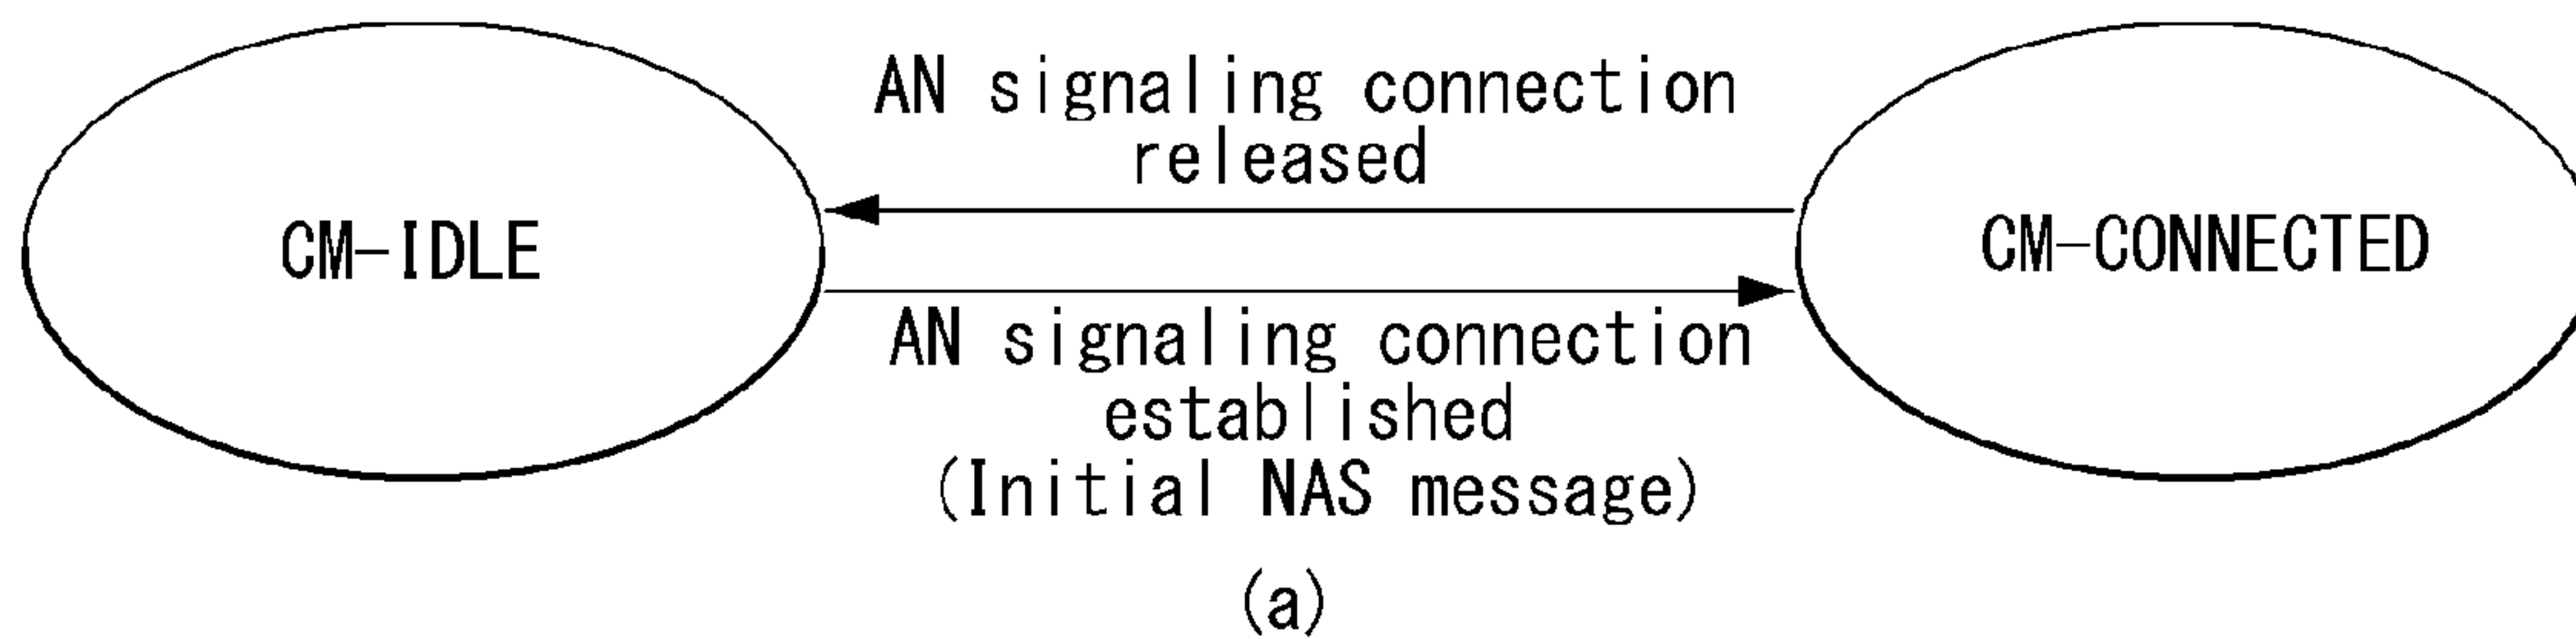 AN signaling connection
released
CM-IDLE
CM-CONNECTED
AN signaling connection
established
(Initial NAS message)
(a)